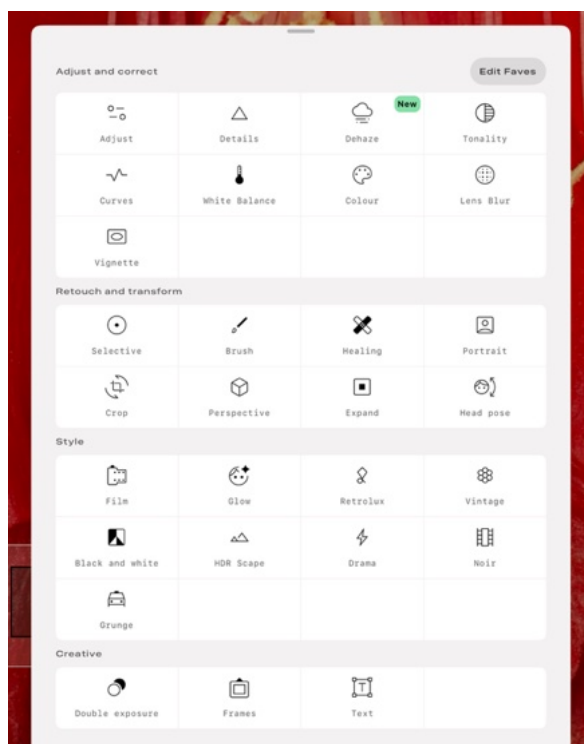 Adjust and correct
Edit Faves
New
Adjust Details Dehaze Tonality
Curves White Balance Colour Lens Blur
Vignette
Retouch and transform
Selective Brush Healing Portrait
Crop Perspective Expand Head pose
Style
Film Glow Retrolux Vintage
Black and white HDR Scape Drama Noir
Grunge
Creative
T
Double exposure Frames Text